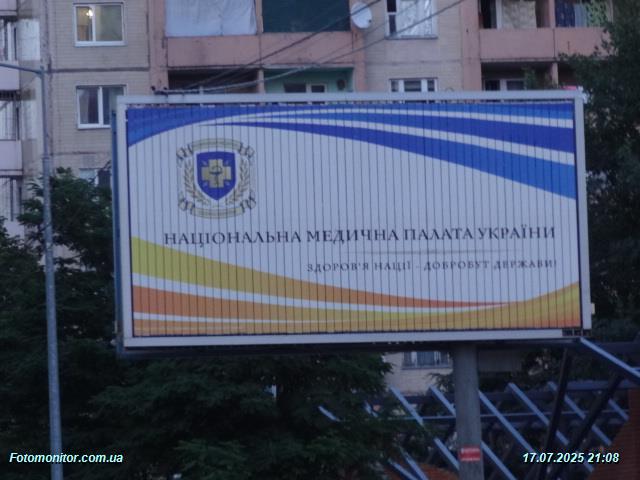 НАЦІОНАЛЬНА МЕДИЧНА ПАЛАТА УКРАЇНИ
ЗДОРОВ'Я НАЦІЇ - ДОБРОБУТ ДЕРЖАВИ!
Fotomonitor.com.ua
17.07.2025 21:08